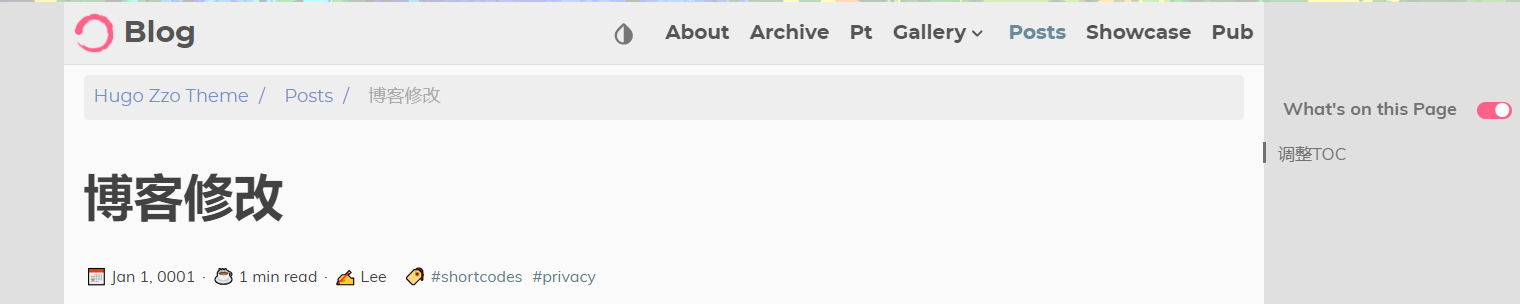 Blog About Archive Pt Gallery Posts Showcase Pub
Hugo Zzo Theme / Posts / 博客修改
What's on this Page
调整TOC
博客修改
Jan 1, 0001 · 1 min read · Lee #shortcodes #privacy